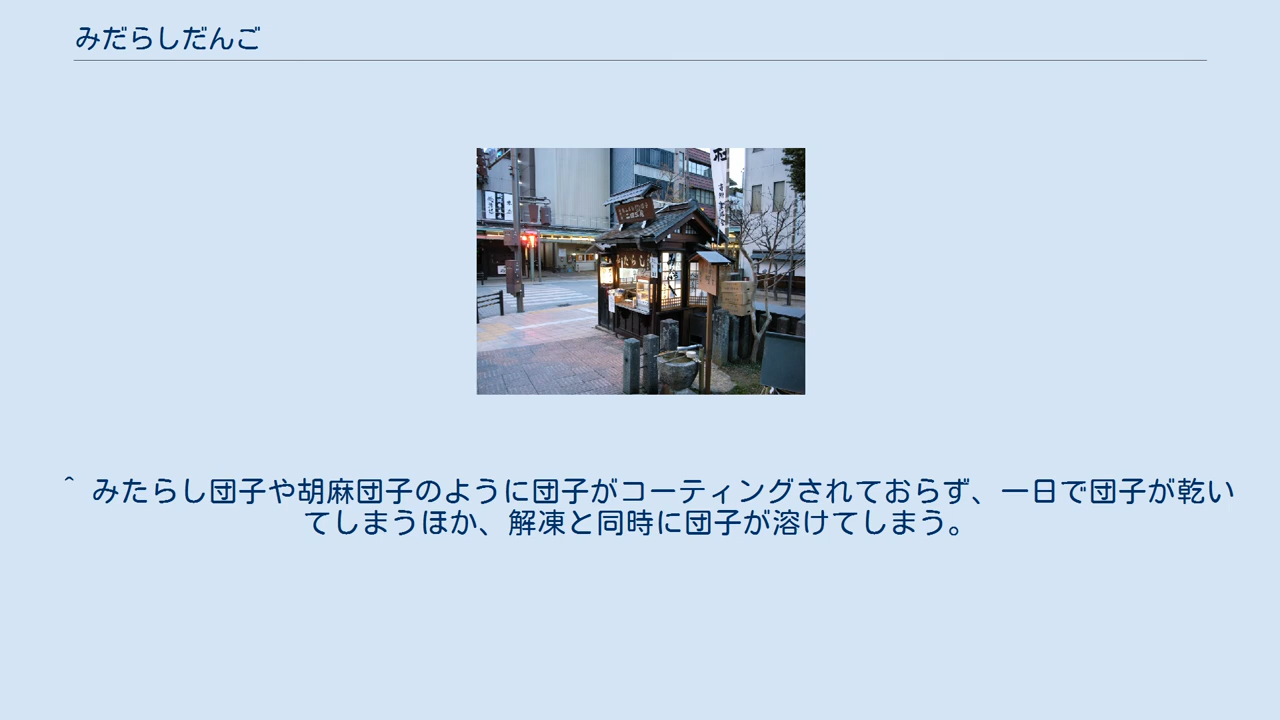 みだらしだんご
^ みたらし団子や胡麻団子のように団子がコーティングされておらず、一日で団子が乾い
てしまうほか、解凍と同時に団子が溶けてしまう。